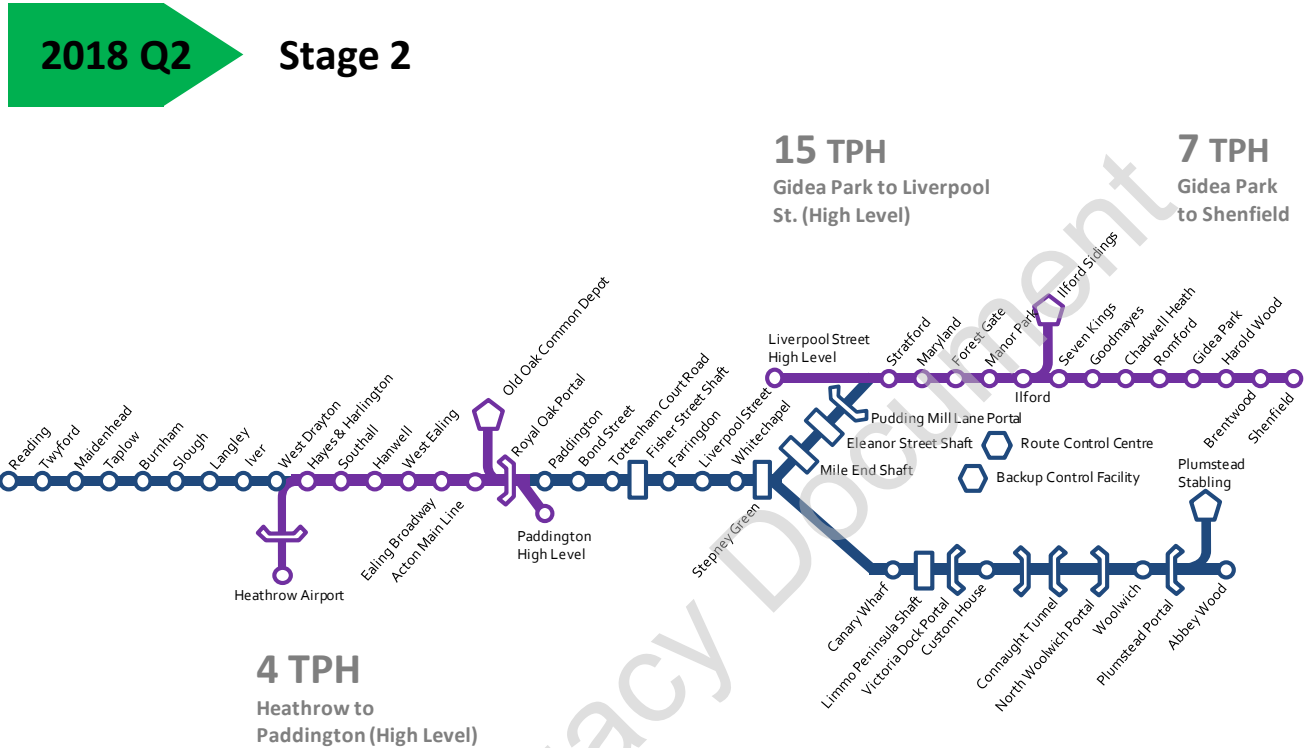 2018 Q2
Stage 2
15 TPH
Gidea Park to Liverpool
St. (High Level)
7 TPH
Gidea Park
to Shenfield
Reading
Twyford
Maidenhead
Taplow
Burnham
Slough
Langley
Iver
West Drayton
Hayes & Harlington
Southall
Hanwell
West Ealing
Ealing Broadway
Acton Main Line
Old Oak Common Depot
Royal Oak Portal
Paddington
High Level
Heathrow Airport
Paddington
Bond Street
Tottenham Court Road
Fisher Street Shaft
Farringdon
Liverpool Street
Whitechapel
Stepney Green
Liverpool Street
High Level
Stratford
Maryland
Forest Gate
Manor Park
Ilford
Ilford Sidings
Seven Kings
Goodmayes
Chadwell Heath
Romford
Gidea Park
Harold Wood
Brentwood
Shenfield
Pudding Mill Lane Portal
Eleanor Street Shaft
Mile End Shaft
Route Control Centre
Backup Control Facility
Plumstead
Stabling
Canary Wharf
Limmo Peninsula Shaft
Victoria Dock Portal
Custom House
Connaught Tunnel
North Woolwich Portal
Woolwich
Plumstead Portal
Abbey Wood
4 TPH
Heathrow to
Paddington (High Level)
acy Document